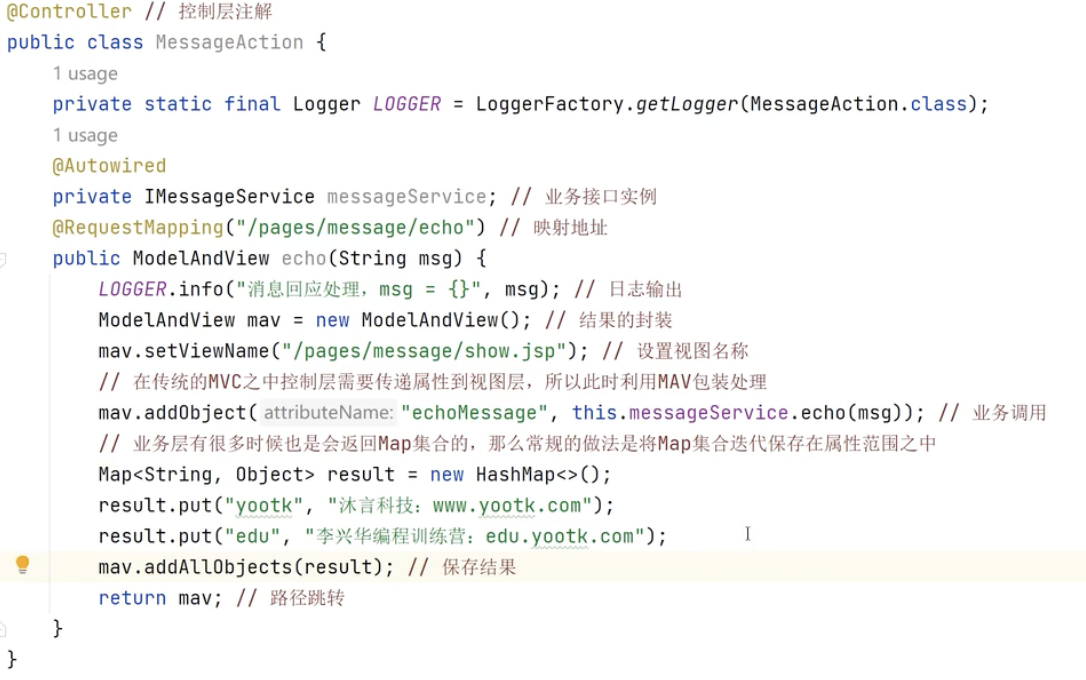 @Controller // 控制层注解
public class MessageAction {
1 usage
private static final Logger LOGGER = LoggerFactory.getLogger(MessageAction.class);
1 usage
@Autowired
private IMessageService messageService; // 业务接口实例
@RequestMapping("/pages/message/echo") // 映射地址
public ModelAndView echo(String msg) {
LOGGER.info("消息回应处理，msg = {}", msg); // 日志输出
ModelAndView mav = new ModelAndView(); // 结果的封装
mav.setViewName("/pages/message/show.jsp"); // 设置视图名称
// 在传统的MVC之中控制层需要传递属性到视图层，所以此时利用MAV包装处理
mav.addObject( attributeName: "echoMessage", this.messageService.echo(msg)); // 业务调用
// 业务层有很多时候也是会返回Map集合的，那么常规的做法是将Map集合迭代保存在属性范围之中
Map<String, Object> result = new HashMap<>();
result.put("yootk", "沐言科技：www.yootk.com");
result.put("edu", "李兴华编程训练营：edu.yootk.com");
mav.addAllObjects(result); // 保存结果
return mav; // 路径跳转
}
}